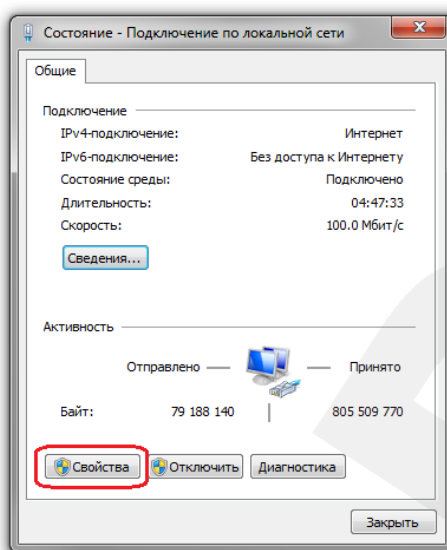 Состояние - Подключение по локальной сети
Общие
Подключение
IPv4-подключение: Интернет
IPv6-подключение: Без доступа к Интернету
Состояние среды: Подключено
Длительность: 04:47:33
Скорость: 100.0 Мбит/с
Сведения...
Активность
Отправлено — — Принято
Байт: 79 188 140 805 509 770
Свойства Отключить Диагностика
Закрыть